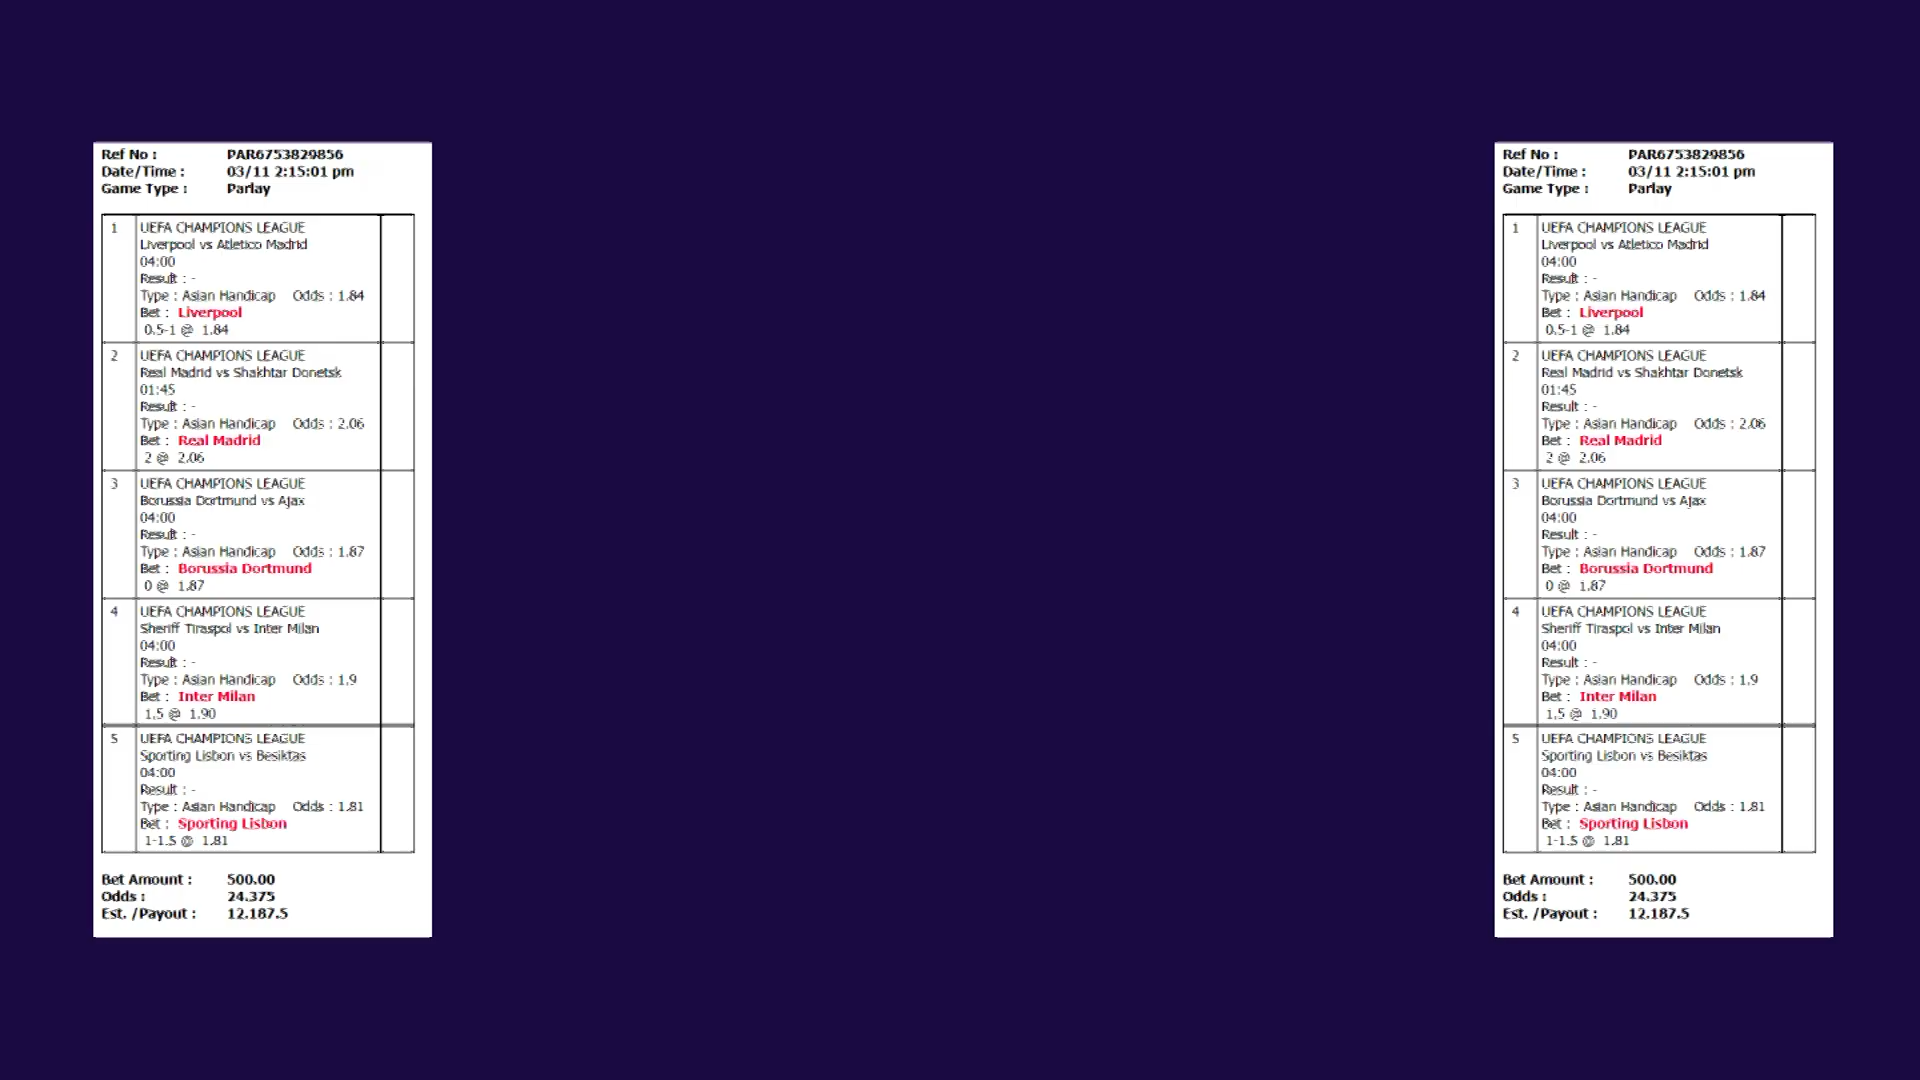 Ref No : PAR6753829856
Date/Time : 03/11 2:15:01 pm
Game Type : Parlay
1 UEFA CHAMPIONS LEAGUE
Liverpool vs Atletico Madrid
04:00
Result : -
Type : Asian Handicap Odds : 1.84
Bet : Liverpool
0.5-1 @ 1.84
2 UEFA CHAMPIONS LEAGUE
Real Madrid vs Shakhtar Donetsk
01:45
Result : -
Type : Asian Handicap Odds : 2.06
Bet : Real Madrid
2 @ 2.06
3 UEFA CHAMPIONS LEAGUE
Borussia Dortmund vs Ajax
04:00
Result : -
Type : Asian Handicap Odds : 1.87
Bet : Borussia Dortmund
0 @ 1.87
4 UEFA CHAMPIONS LEAGUE
Sheriff Tiraspol vs Inter Milan
04:00
Result : -
Type : Asian Handicap Odds : 1.9
Bet : Inter Milan
1.5 @ 1.90
5 UEFA CHAMPIONS LEAGUE
Sporting Lisbon vs Besiktas
04:00
Result : -
Type : Asian Handicap Odds : 1.81
Bet : Sporting Lisbon
1-1.5 @ 1.81
Bet Amount : 500.00
Odds : 24.375
Est. /Payout : 12.187.5
Ref No : PAR6753829856
Date/Time : 03/11 2:15:01 pm
Game Type : Parlay
1 UEFA CHAMPIONS LEAGUE
Liverpool vs Atletico Madrid
04:00
Result : -
Type : Asian Handicap Odds : 1.84
Bet : Liverpool
0.5-1 @ 1.84
2 UEFA CHAMPIONS LEAGUE
Real Madrid vs Shakhtar Donetsk
01:45
Result : -
Type : Asian Handicap Odds : 2.06
Bet : Real Madrid
2 @ 2.06
3 UEFA CHAMPIONS LEAGUE
Borussia Dortmund vs Ajax
04:00
Result : -
Type : Asian Handicap Odds : 1.87
Bet : Borussia Dortmund
0 @ 1.87
4 UEFA CHAMPIONS LEAGUE
Sheriff Tiraspol vs Inter Milan
04:00
Result : -
Type : Asian Handicap Odds : 1.9
Bet : Inter Milan
1.5 @ 1.90
5 UEFA CHAMPIONS LEAGUE
Sporting Lisbon vs Besiktas
04:00
Result : -
Type : Asian Handicap Odds : 1.81
Bet : Sporting Lisbon
1-1.5 @ 1.81
Bet Amount : 500.00
Odds : 24.375
Est. /Payout : 12.187.5